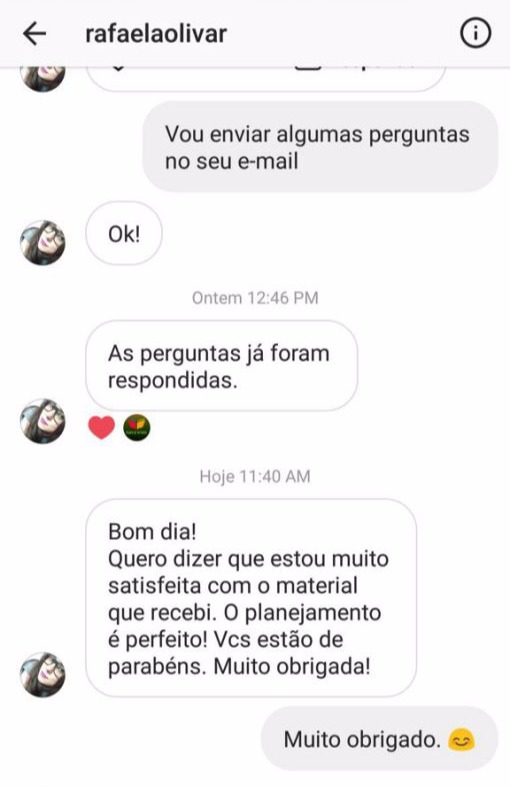 rafaelaolivar
Vou enviar algumas perguntas
no seu e-mail
Ok!
Ontem 12:46 PM
As perguntas já foram
respondidas.
Hoje 11:40 AM
Bom dia!
Quero dizer que estou muito
satisfeita com o material
que recebi. O planejamento
é perfeito! Vcs estão de
parabéns. Muito obrigada!
Muito obrigado. 😊